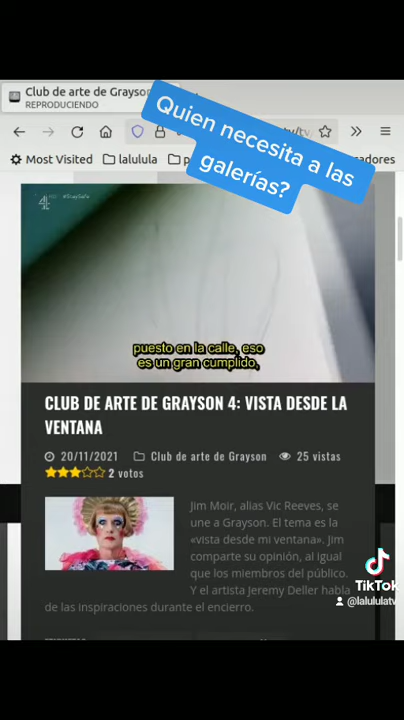 Club de arte de Grayson
REPRODUCIENDO
Quien necesita a las
galerías?
Most Visited
lalulula
#StaySafe
puesto en la calle, eso
es un gran cumplido,
CLUB DE ARTE DE GRAYSON 4: VISTA DESDE LA
VENTANA
20/11/2021 Club de arte de Grayson 25 vistas
2 votos
Jim Moir, alias Vic Reeves, se
une a Grayson. El tema es la
«vista desde mi ventana». Jim
comparte su opinión, al igual
que los miembros del público.
Y el artista Jeremy Deller habla
de las inspiraciones durante el encierro.
TikTok
@lalululatv